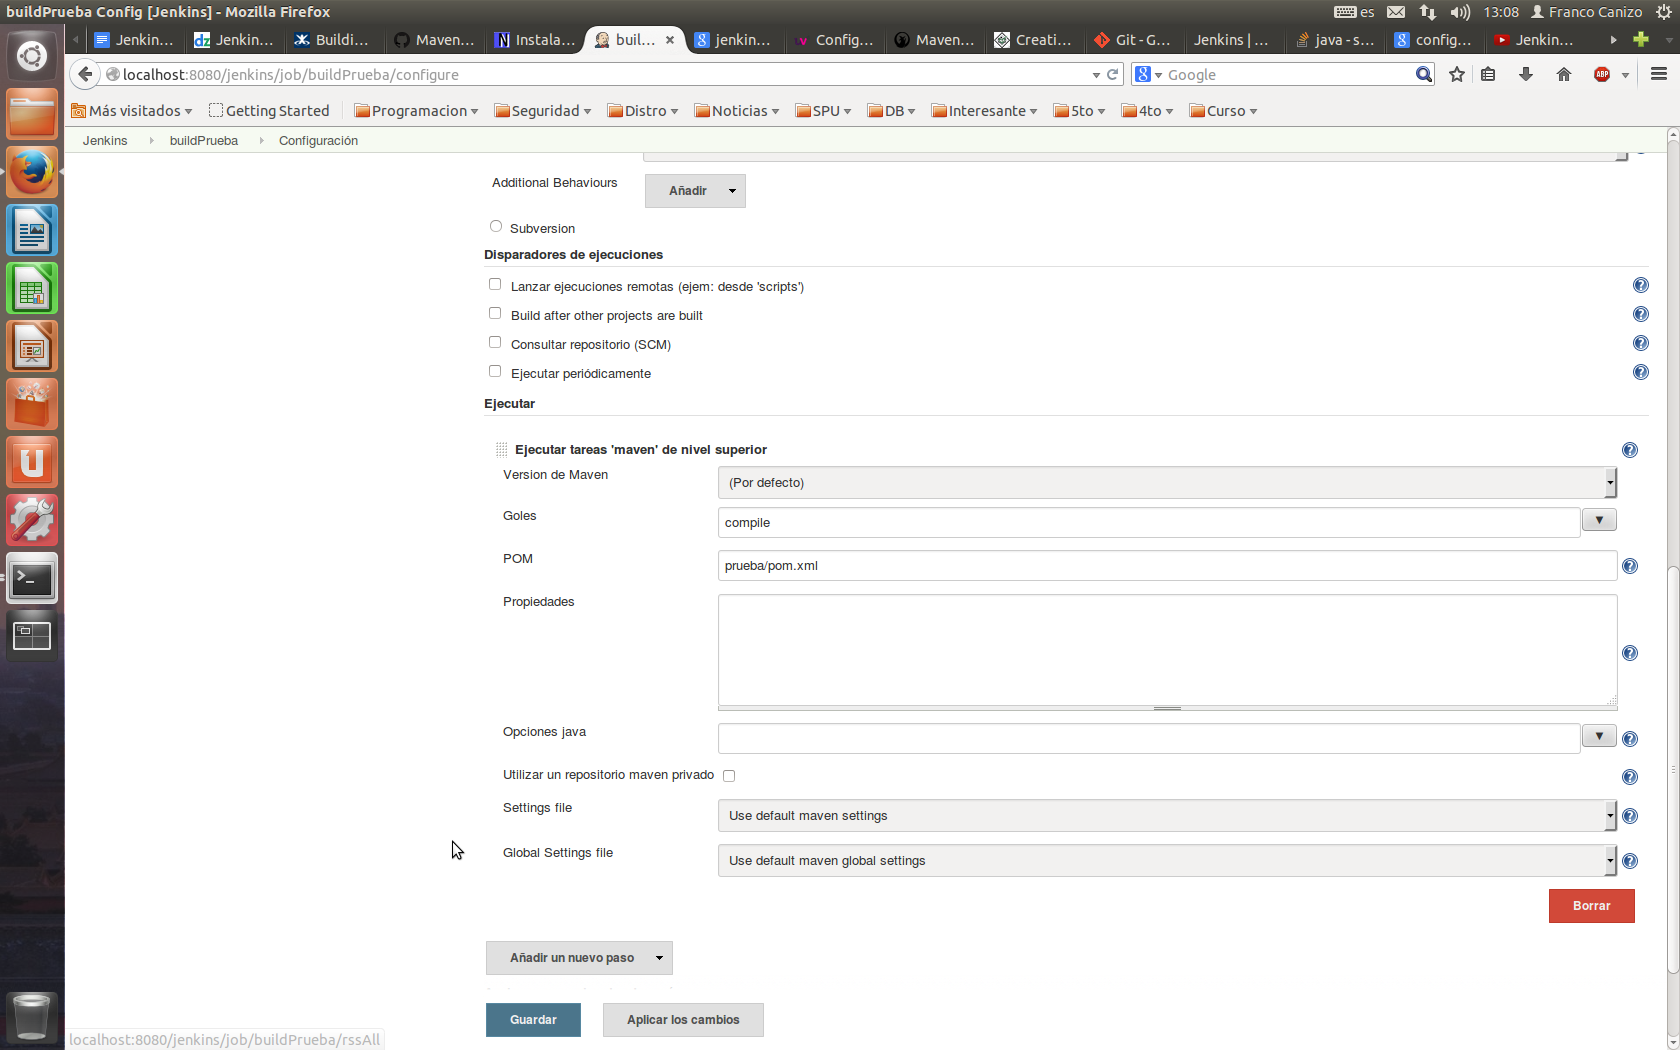 buildPrueba Config [Jenkins] - Mozilla Firefox
es
13:08
Franco Canizo
Jenkin...
Jenkin...
Buildi...
Maven...
Instala...
buil...
jenkin...
Config...
Maven...
Creati...
Git - G...
Jenkins | ...
java - s...
config...
Jenkin...
localhost:8080/jenkins/job/buildPrueba/configure
Google
ABP
Más visitados
Getting Started
Programacion
Seguridad
Distro
Noticias
SPU
DB
Interesante
5to
4to
Curso
Jenkins
buildPrueba
Configuración
Additional Behaviours
Añadir
Subversion
Disparadores de ejecuciones
Lanzar ejecuciones remotas (ejem: desde 'scripts')
Build after other projects are built
Consultar repositorio (SCM)
Ejecutar periódicamente
Ejecutar
Ejecutar tareas 'maven' de nivel superior
Version de Maven
(Por defecto)
Goles
compile
POM
prueba/pom.xml
Propiedades
Opciones java
Utilizar un repositorio maven privado
Settings file
Use default maven settings
Global Settings file
Use default maven global settings
Borrar
Añadir un nuevo paso
Guardar
Aplicar los cambios
localhost:8080/jenkins/job/buildPrueba/rssAll